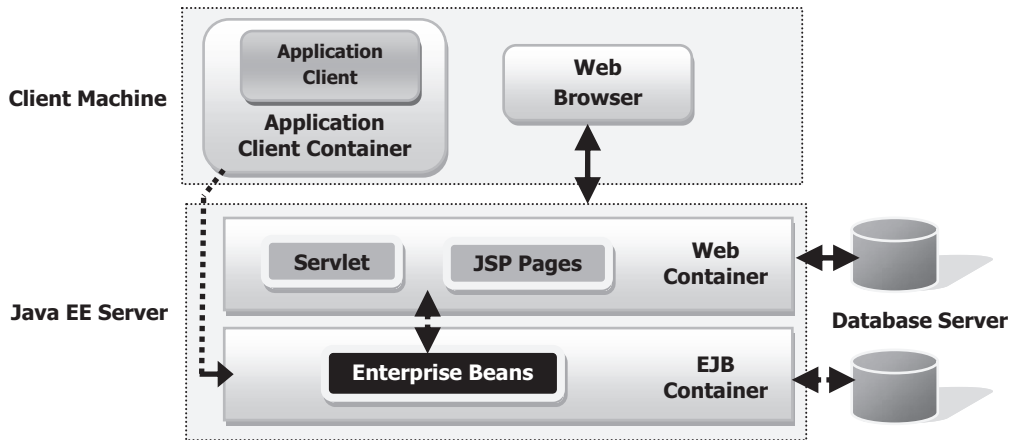 Application
Client
Application
Client Container
Web
Browser
Client Machine
Servlet
JSP Pages
Web
Container
Java EE Server
Database Server
Enterprise Beans
EJB
Container